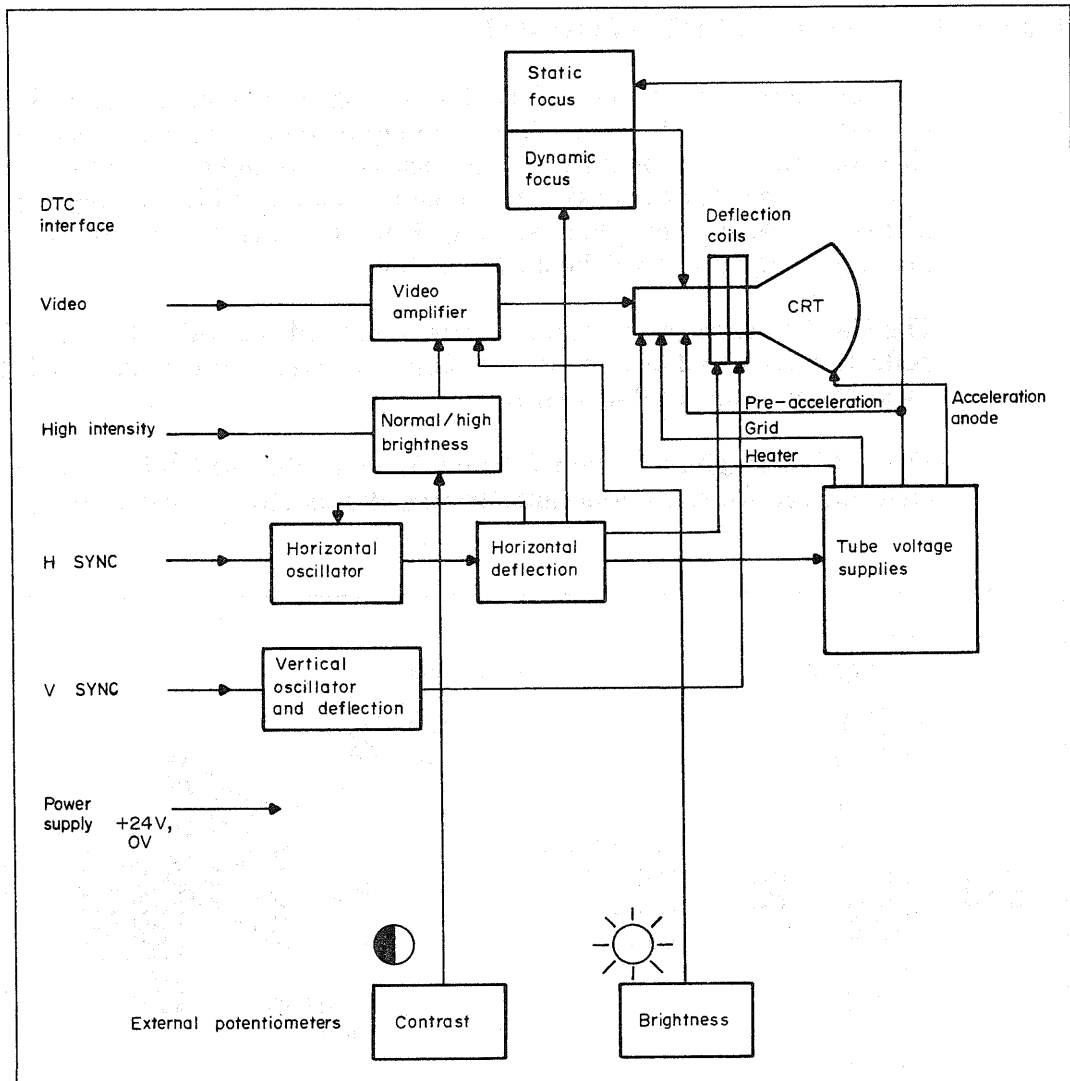 Static
focus
Dynamic
focus
DTC
interface
Deflection
coils
Video
Video
amplifier
CRT
Pre-acceleration
Acceleration
anode
High intensity
Normal/high
brightness
Grid
Heater
H SYNC
Horizontal
oscillator
Horizontal
deflection
Tube voltage
supplies
V SYNC
Vertical
oscillator
and deflection
Power
supply +24V,
OV
External potentiometers
Contrast
Brightness